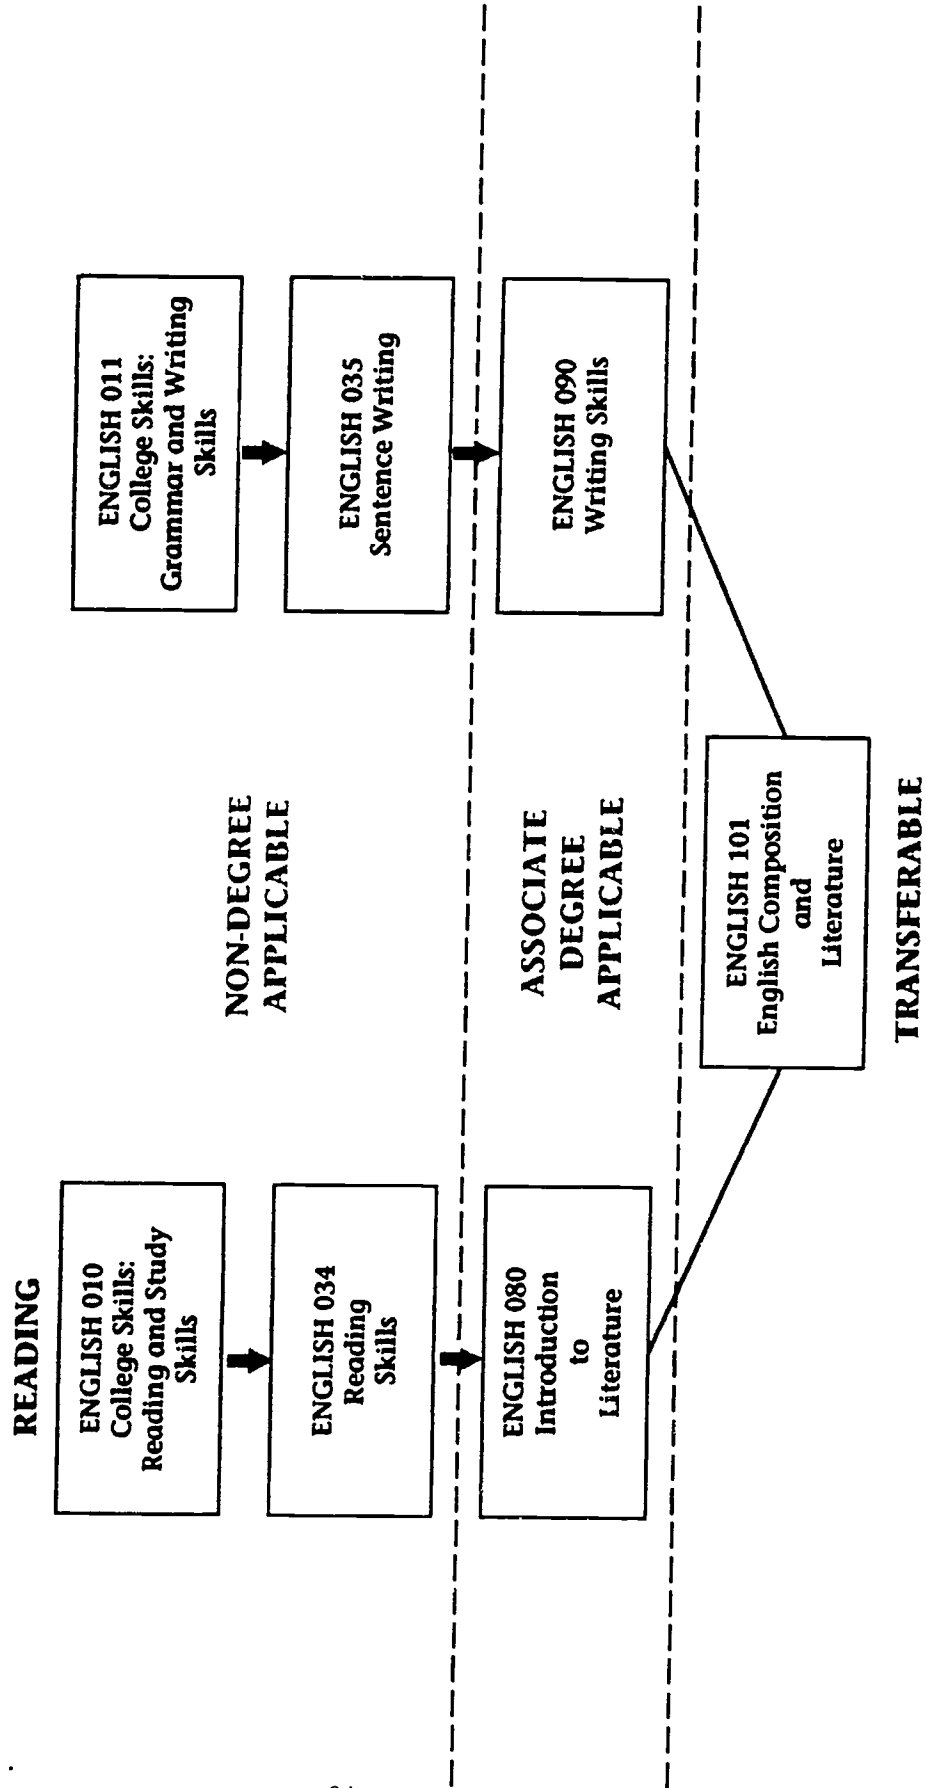 READING
ENGLISH 010
College Skills:
Reading and Study
Skills
ENGLISH 011
College Skills:
Grammar and Writing
Skills
NON-DEGREE
APPLICABLE
ENGLISH 034
Reading
Skills
ENGLISH 035
Sentence Writing
ASSOCIATE
DEGREE
APPLICABLE
ENGLISH 080
Introduction
to
Literature
ENGLISH 090
Writing Skills
ENGLISH 101
English Composition
and
Literature
TRANSFERABLE